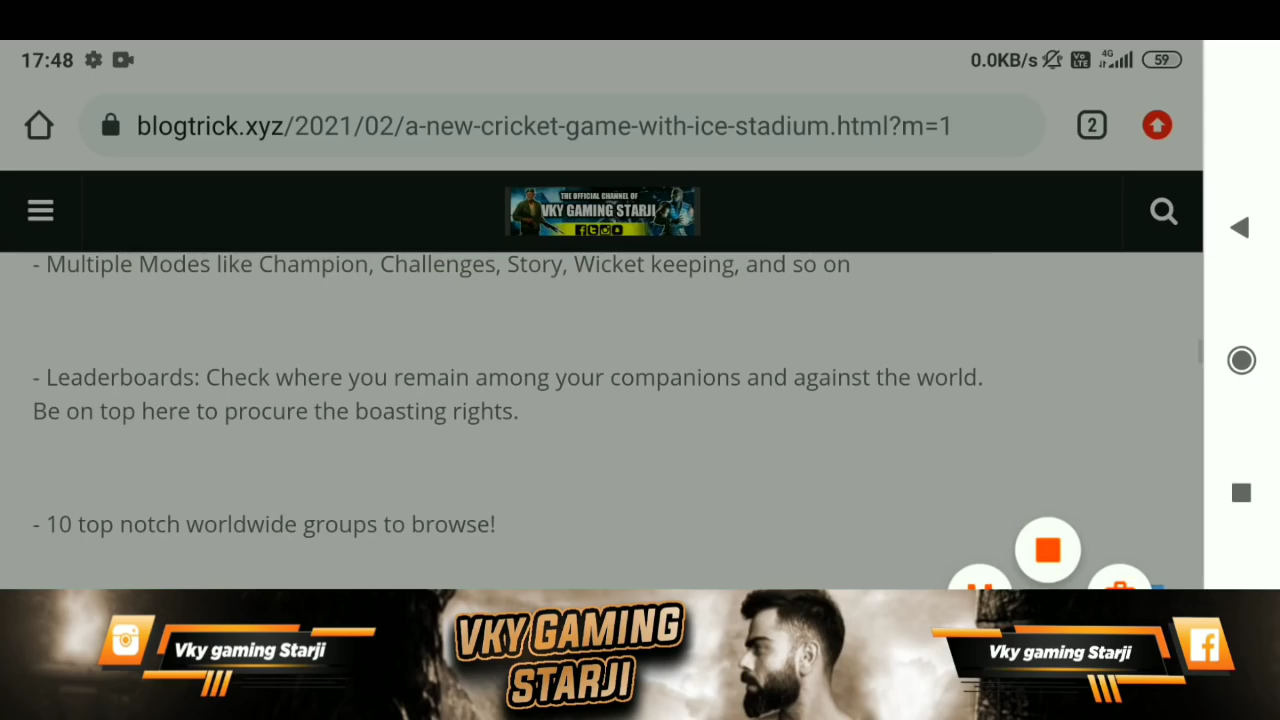 17:48
0.0KB/s
Vo LTE
4G
59
blogtrick.xyz/2021/02/a-new-cricket-game-with-ice-stadium.html?m=1
2
THE OFFICIAL CHANNEL OF
VKY GAMING STARJI
- Multiple Modes like Champion, Challenges, Story, Wicket keeping, and so on
- Leaderboards: Check where you remain among your companions and against the world.
Be on top here to procure the boasting rights.
- 10 top notch worldwide groups to browse!
Vky gaming Starji
VKY GAMING
STARJI
Vky gaming Starji